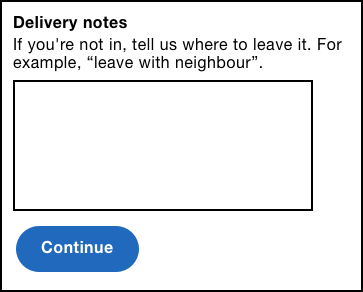 Delivery notes
If you're not in, tell us where to leave it. For
example, “leave with neighbour”.
Continue